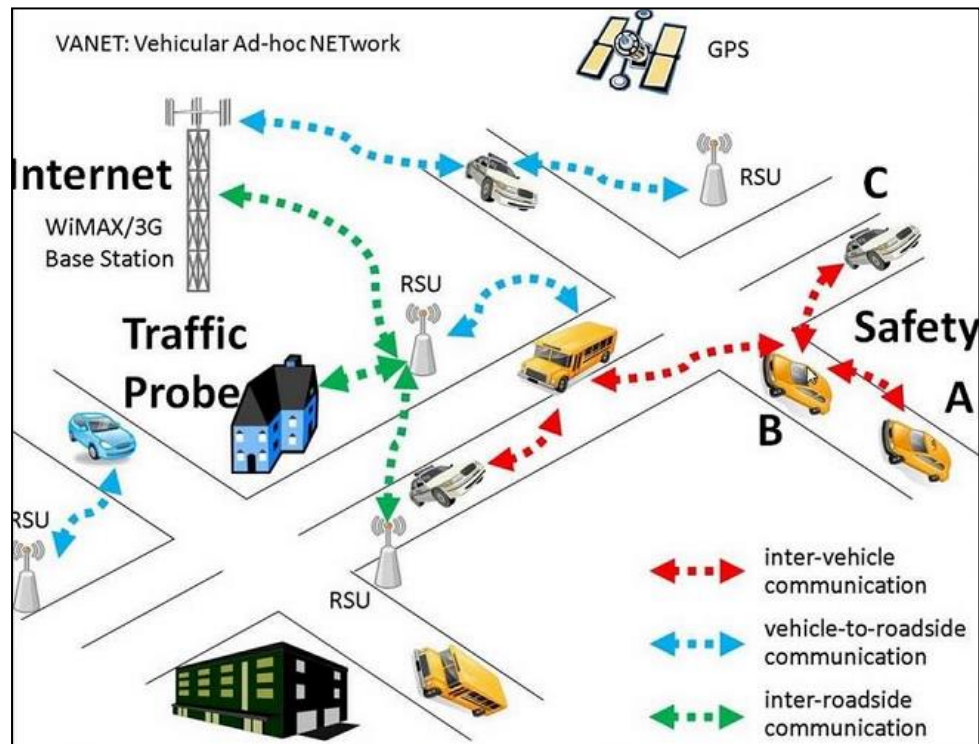 VANET: Vehicular Ad-hoc NETwork
GPS
Internet
WiMAX/3G
Base Station
RSU
C
RSU
Traffic
Probe
Safety
A
B
RSU
RSU
inter-vehicle
communication
vehicle-to-roadside
communication
inter-roadside
communication